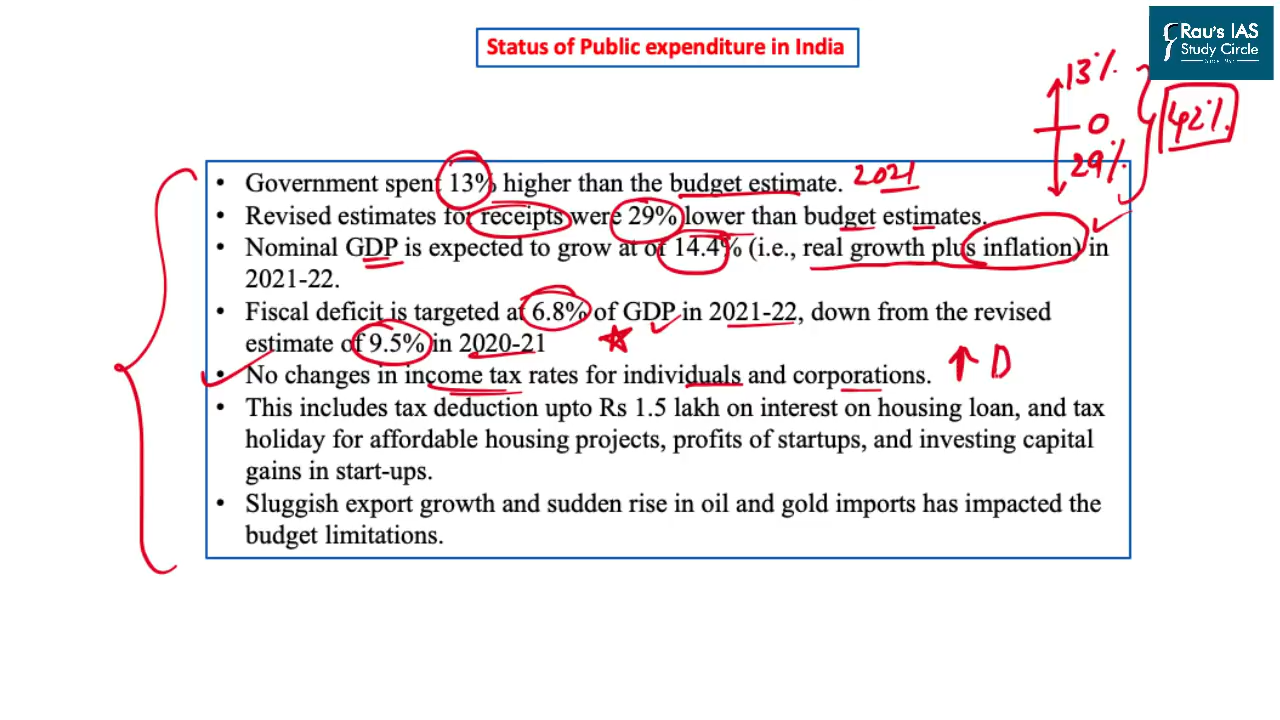 Status of Public expenditure in India
Rau's IAS
Study Circle
13%
0
29%
42%
• Government spent 13% higher than the budget estimate. 2021
• Revised estimates for receipts were 29% lower than budget estimates.
• Nominal GDP is expected to grow at of 14.4% (i.e., real growth plus inflation) in
2021-22.
• Fiscal deficit is targeted at 6.8% of GDP in 2021-22, down from the revised
estimate of 9.5% in 2020-21
• No changes in income tax rates for individuals and corporations. ↑ D
• This includes tax deduction upto Rs 1.5 lakh on interest on housing loan, and tax
holiday for affordable housing projects, profits of startups, and investing capital
gains in start-ups.
• Sluggish export growth and sudden rise in oil and gold imports has impacted the
budget limitations.